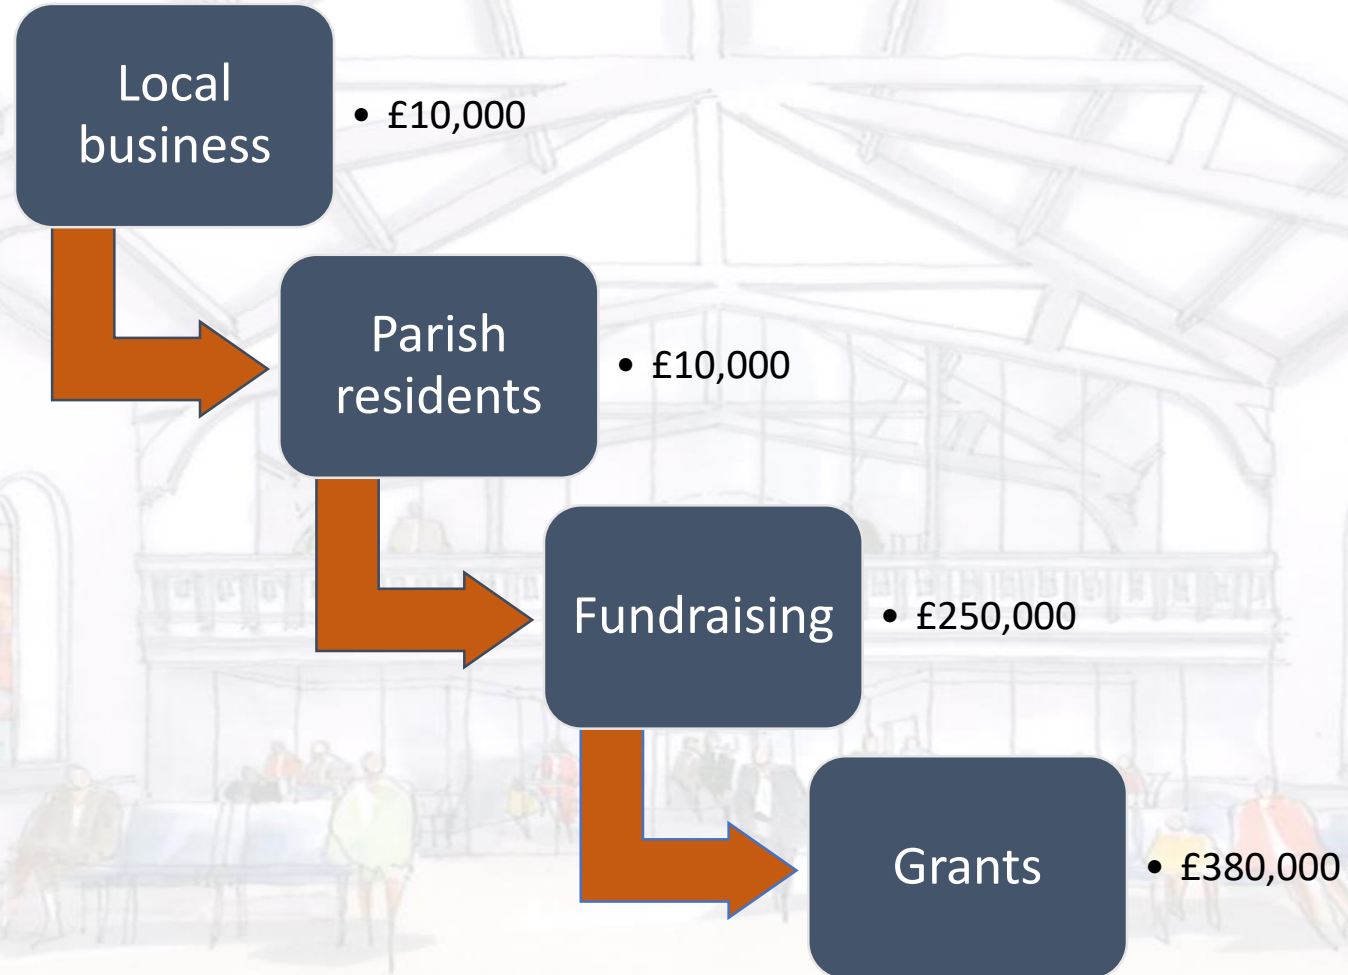 Local
business
• £10,000
Parish
residents
• £10,000
Fundraising
• £250,000
Grants
• £380,000